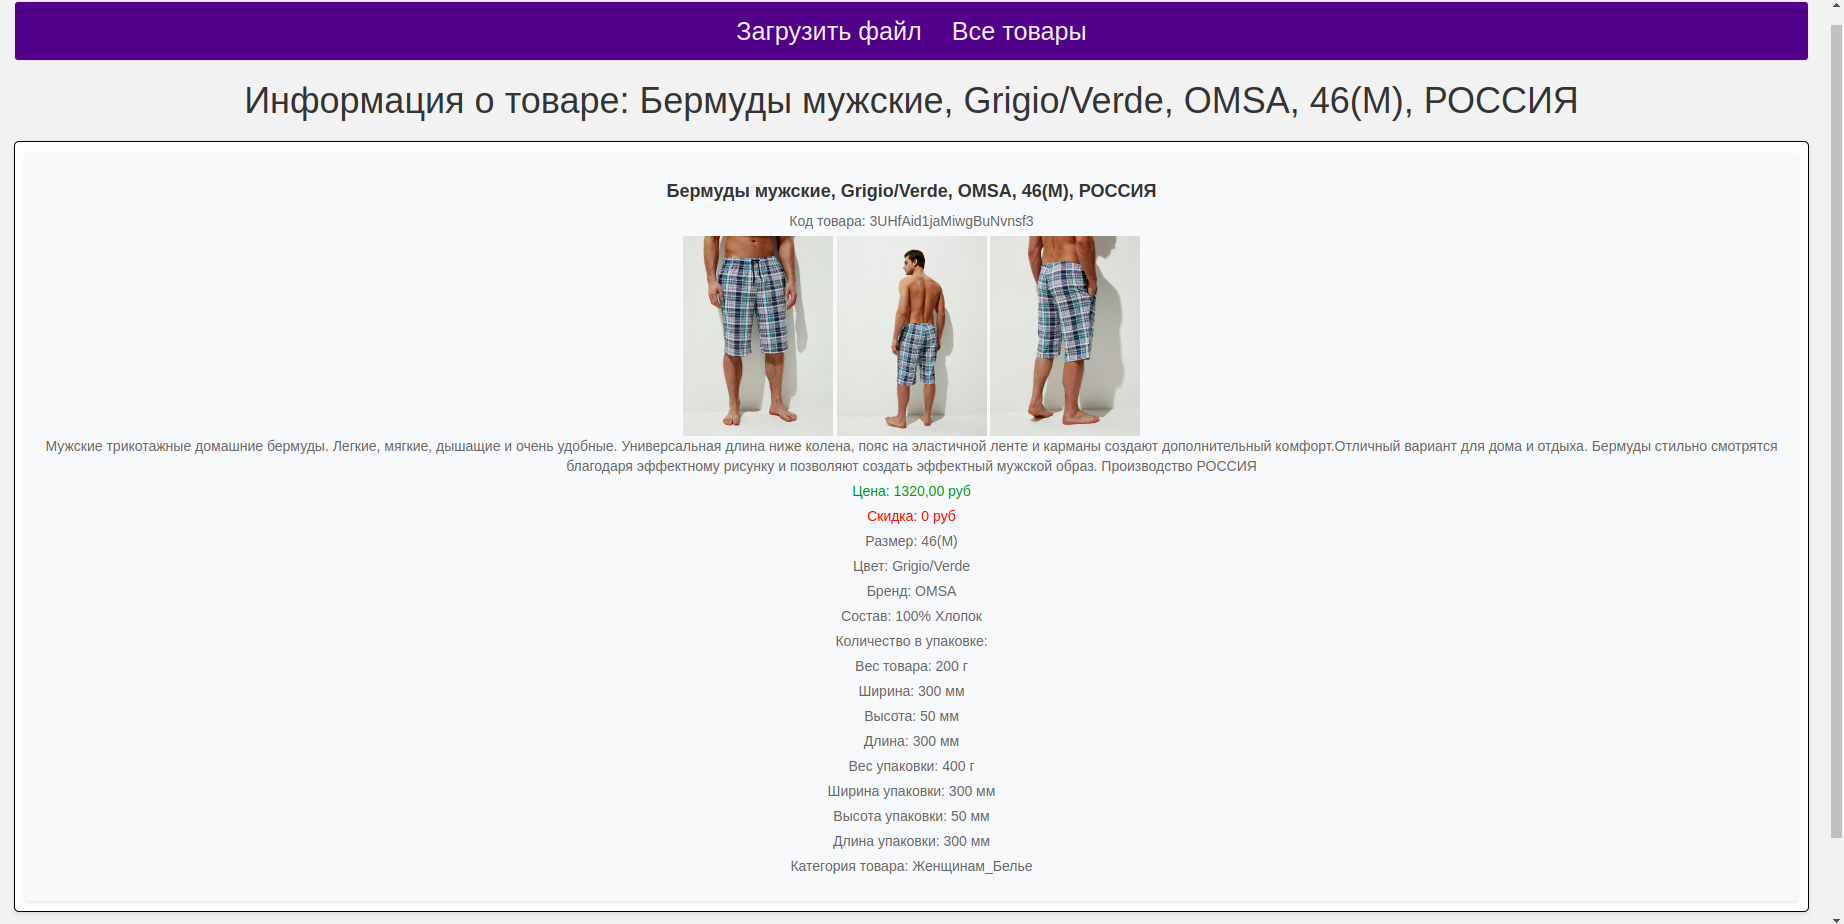 Загрузить файл Все товары
Информация о товаре: Бермуды мужские, Grigio/Verde, OMSA, 46(M), РОССИЯ
Бермуды мужские, Grigio/Verde, OMSA, 46(M), РОССИЯ
Код товара: 3UHfAid1jaMiwgBuNvnsf3
Мужские трикотажные домашние бермуды. Легкие, мягкие, дышащие и очень удобные. Универсальная длина ниже колена, пояс на эластичной ленте и карманы создают дополнительный комфорт.Отличный вариант для дома и отдыха. Бермуды стильно смотрятся
благодаря эффектному рисунку и позволяют создать эффектный мужской образ. Производство РОССИЯ
Цена: 1320,00 руб
Скидка: 0 руб
Размер: 46(M)
Цвет: Grigio/Verde
Бренд: OMSA
Состав: 100% Хлопок
Количество в упаковке:
Вес товара: 200 г
Ширина: 300 мм
Высота: 50 мм
Длина: 300 мм
Вес упаковки: 400 г
Ширина упаковки: 300 мм
Высота упаковки: 50 мм
Длина упаковки: 300 мм
Категория товара: Женщинам_Белье